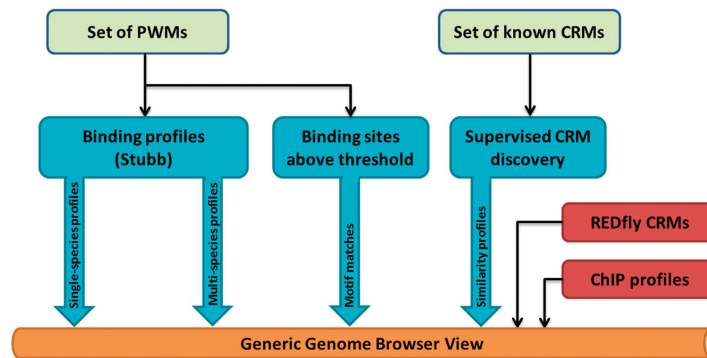 Set of PWMs
Set of known CRMs
Binding profiles
(Stubb)
Binding sites
above threshold
Supervised CRM
discovery
Single-species profiles
Multi-species profiles
Motif matches
Similarity profiles
REDfly CRMs
ChIP profiles
Generic Genome Browser View